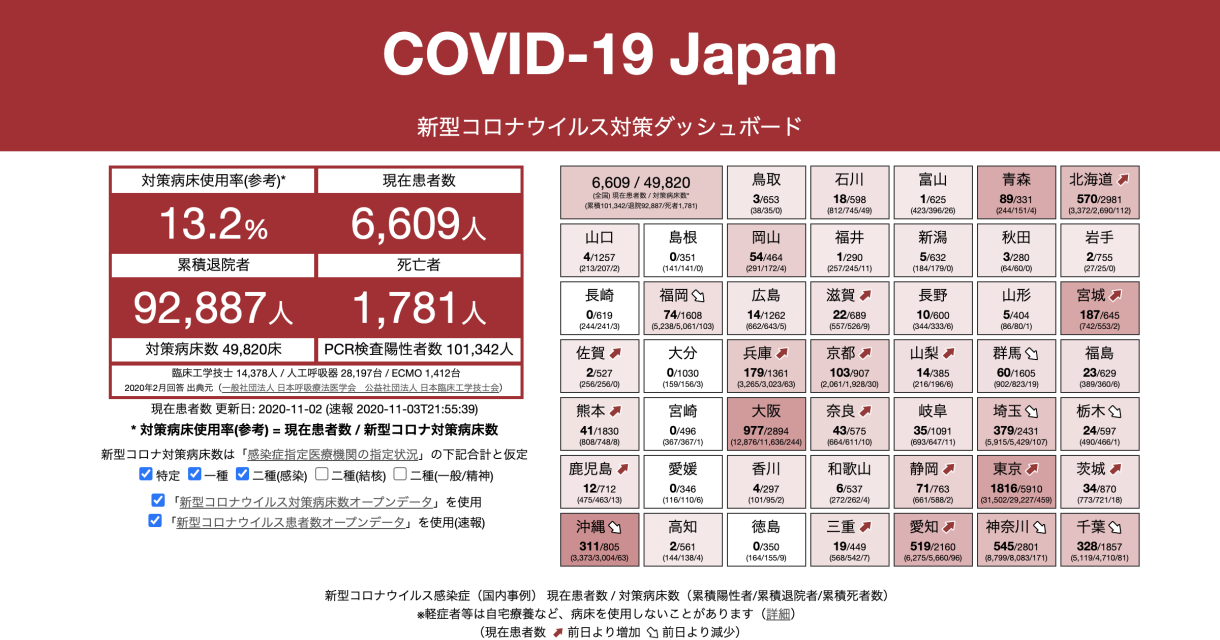 COVID-19 Japan
新型コロナウイルス対策ダッシュボード
対策病床使用率(参考)*
現在患者数
13.2%
6,609人
累積退院者
死亡者
92,887人
1,781人
対策病床数 49,820床
PCR検査陽性者数 101,342人
臨床工学技士 14,378人 / 人工呼吸器 28,197台 / ECMO 1,412台
2020年2月回答 出典元（一般社団法人 日本呼吸療法医学会　公益社団法人 日本臨床工学技士会）
現在患者数 更新日: 2020-11-02 (速報 2020-11-03T21:55:39)
* 対策病床使用率(参考) = 現在患者数 / 新型コロナ対策病床数
新型コロナ対策病床数は「感染症指定医療機関の指定状況」の下記合計と仮定
特定 一種 二種(感染) 二種(結核) 二種(一般/精神)
「新型コロナウイルス対策病床数オープンデータ」を使用
「新型コロナウイルス患者数オープンデータ」を使用(速報)
6,609 / 49,820
(全国) 現在患者数 / 対策病床数*
(累積101,342/退院92,887/死者1,781)
鳥取
3/653
(38/35/0)
石川
18/598
(812/745/49)
富山
1/625
(423/396/26)
青森
89/331
(244/151/4)
北海道
570/2981
(3,372/2,690/112)
山口
4/1257
(213/207/2)
島根
0/351
(141/141/0)
岡山
54/464
(291/172/4)
福井
1/290
(257/245/11)
新潟
5/632
(184/179/0)
秋田
3/280
(64/60/0)
岩手
2/755
(27/25/0)
長崎
0/619
(244/241/3)
福岡
74/1608
(5,238/5,061/103)
広島
14/1262
(662/643/5)
滋賀
22/689
(557/526/9)
長野
10/600
(344/333/6)
山形
5/404
(86/80/1)
宮城
187/645
(742/553/2)
佐賀
2/527
(256/256/0)
大分
0/1030
(159/156/3)
兵庫
179/1361
(3,265/3,023/63)
京都
103/907
(2,061/1,928/30)
山梨
14/385
(216/196/6)
群馬
60/1605
(902/823/19)
福島
23/629
(389/360/6)
熊本
41/1830
(808/748/8)
宮崎
0/496
(367/367/1)
大阪
977/2894
(12,876/11,636/244)
奈良
43/575
(664/611/10)
岐阜
35/1091
(693/647/11)
埼玉
379/2431
(5,915/5,429/107)
栃木
24/597
(490/466/1)
鹿児島
12/712
(475/463/13)
愛媛
0/346
(116/110/6)
香川
4/297
(101/95/2)
和歌山
6/537
(272/262/4)
静岡
71/763
(661/588/2)
東京
1816/5910
(31,502/29,227/459)
茨城
34/870
(773/721/18)
沖縄
311/805
(3,373/3,004/63)
高知
2/561
(144/138/4)
徳島
0/350
(164/155/9)
三重
19/449
(568/542/7)
愛知
519/2160
(6,275/5,660/96)
神奈川
545/2801
(8,799/8,083/171)
千葉
328/1857
(5,119/4,710/81)
新型コロナウイルス感染症（国内事例） 現在患者数 / 対策病床数（累積陽性者/累積退院者/累積死者数）
※軽症者等は自宅療養など、病床を使用しないことがあります（詳細）
（現在患者数 前日より増加 前日より減少）